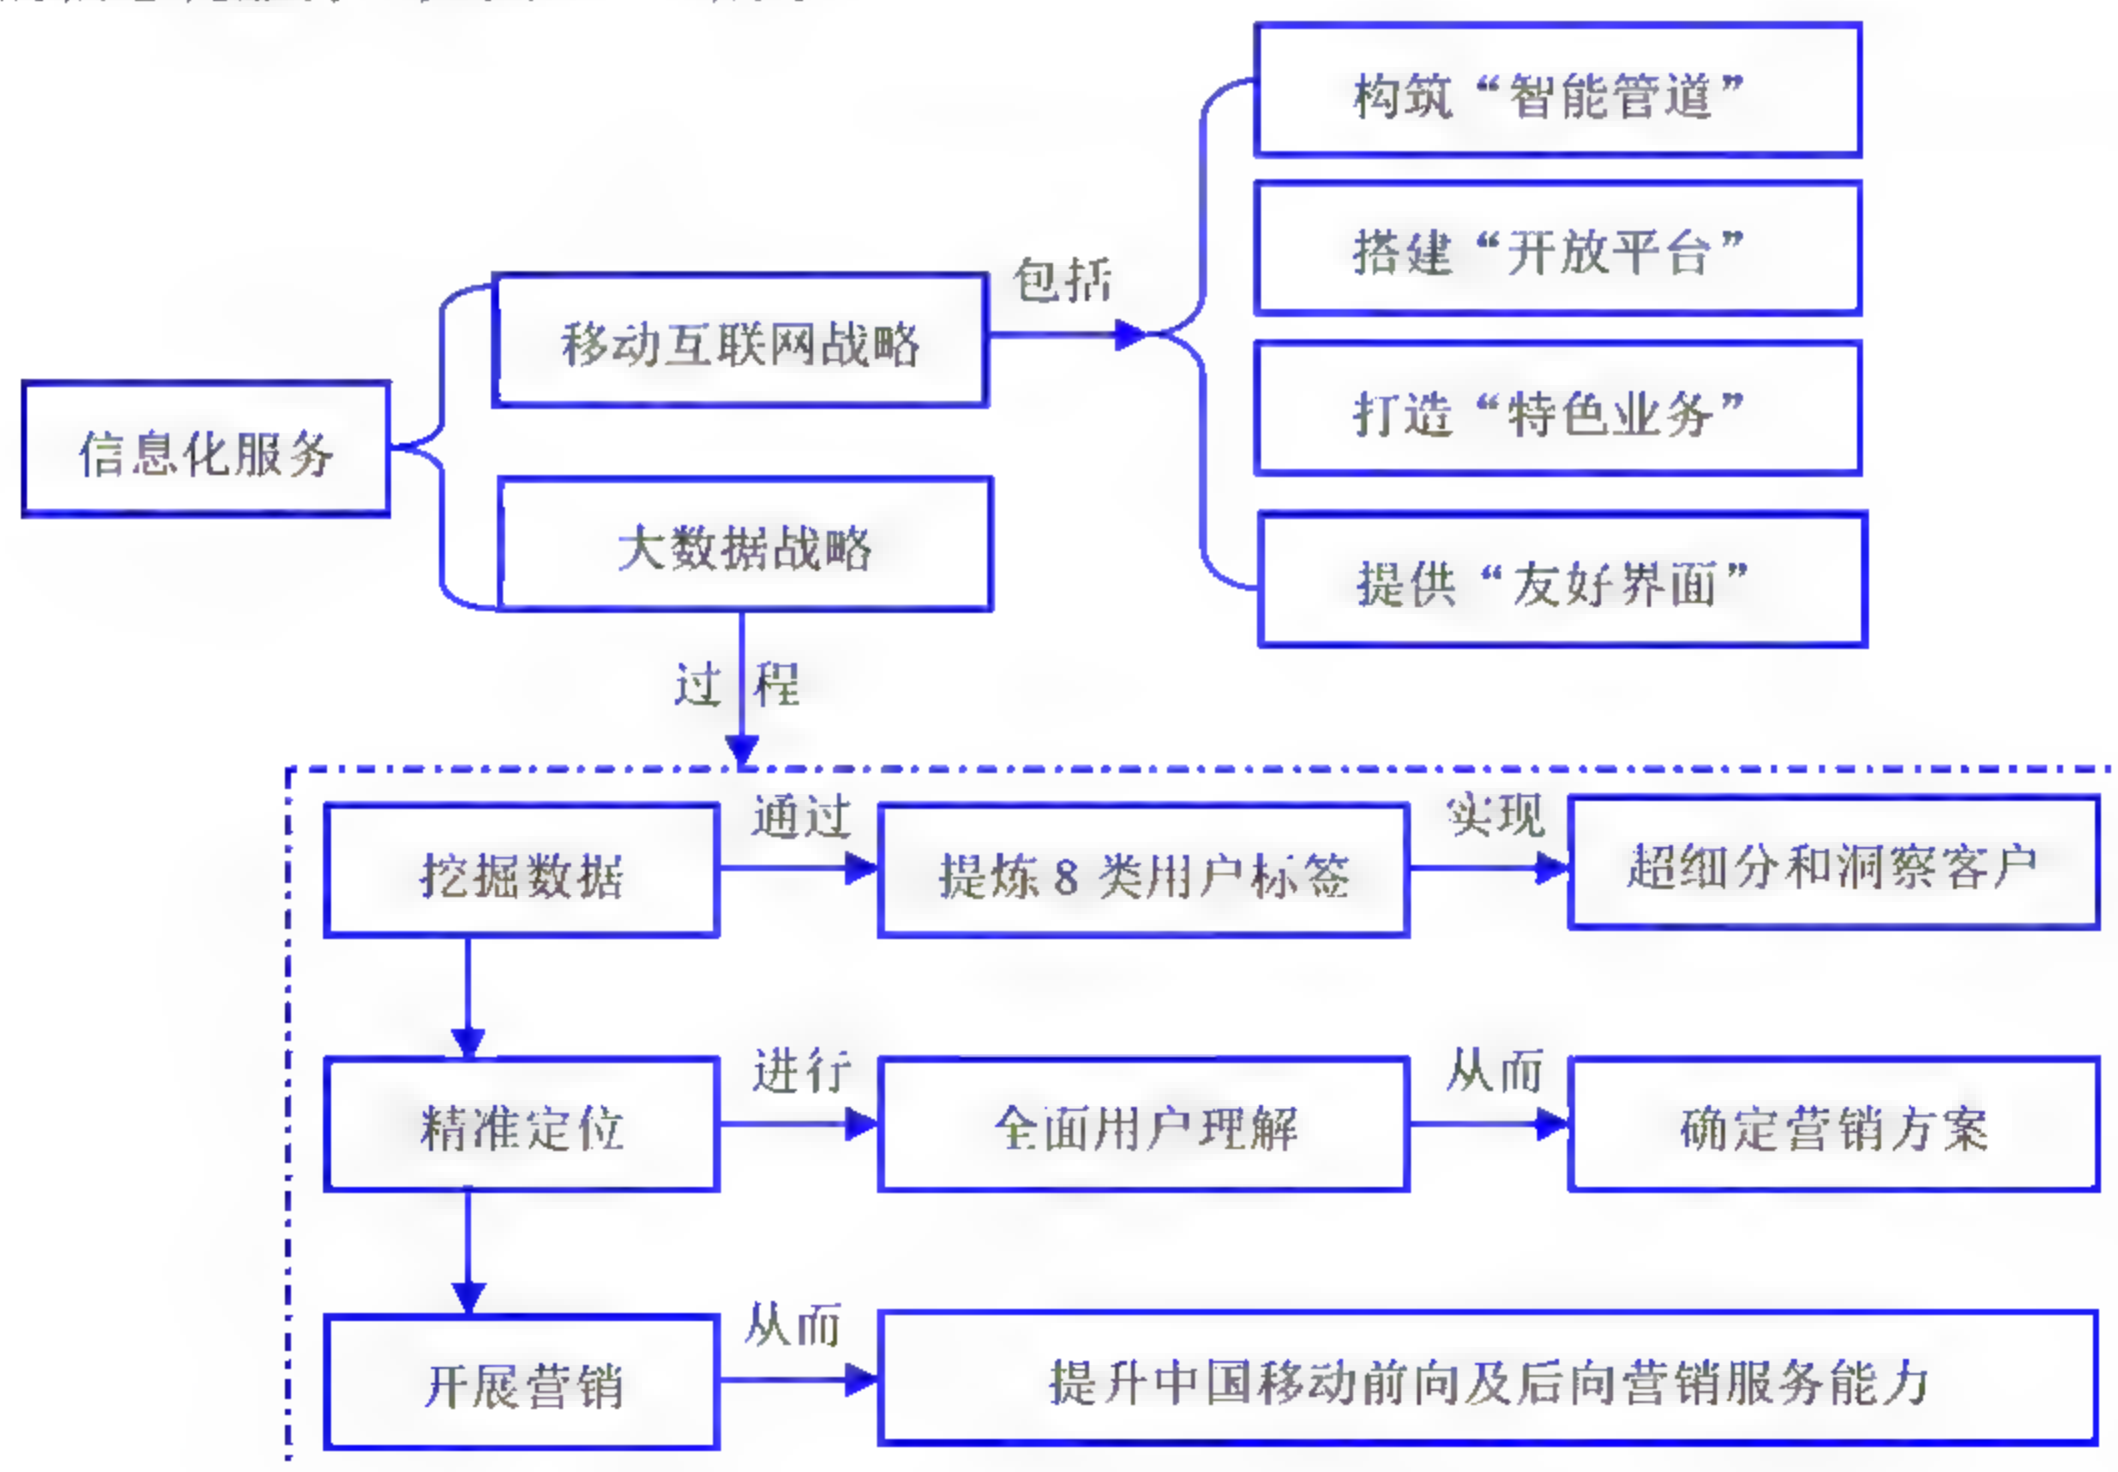 构筑“智能管道”
搭建“开放平台”
包括
移动互联网战略
打造“特色业务”
信息化服务
大数据战略
提供“友好界面”
过程
通过
实现
挖掘数据
提炼8类用户标签
超细分和洞察客户
进行
从而
精准定位
全面用户理解
确定营销方案
从而
开展营销
提升中国移动前向及后向营销服务能力